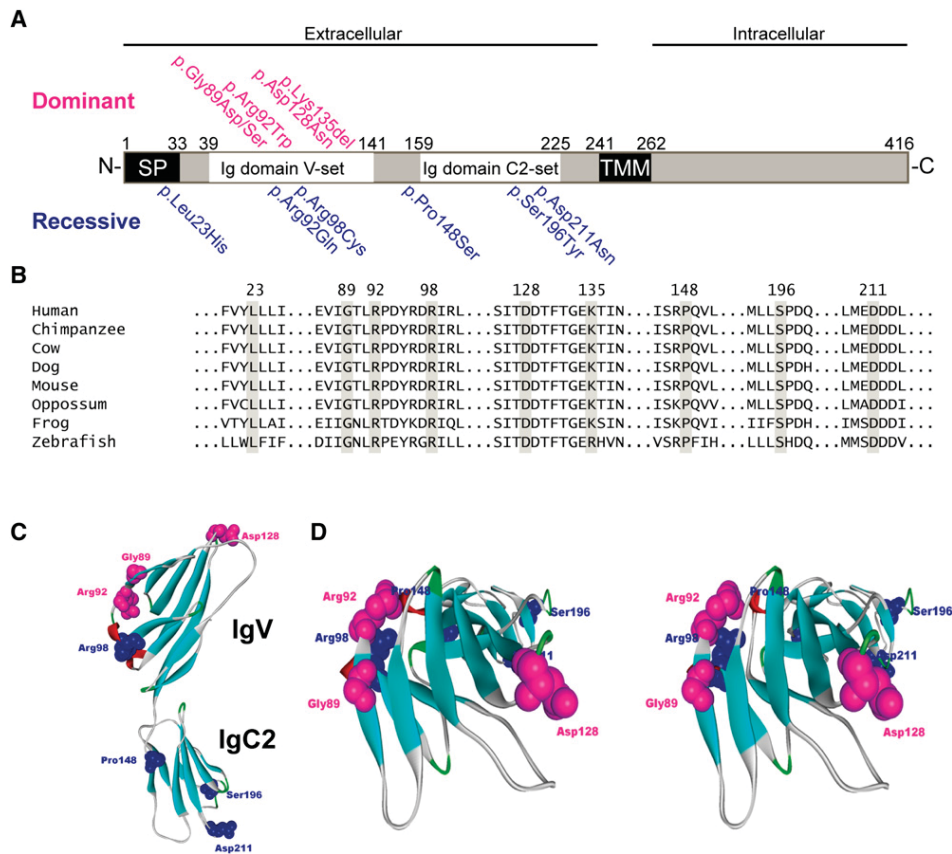 A
Extracellular
Intracellular
Dominant
p.Gly89Asp/Ser
p.Arg92Trp
p.Asp128Asn
p.Lys135del
1 33 39 141 159 225 241 262 416
N- SP Ig domain V-set Ig domain C2-set TMM -C
Recessive
p.Leu23His
p.Arg92Gln
p.Arg98Cys
p.Pro148Ser
p.Ser196Tyr
p.Asp211Asn
B
23 89 92 98 128 135 148 196 211
Human ...FVYLLLI...EVIGTLRPDYRDRIRL...SITDDTFTGEKTIN...ISRPQVL...MLLSPDQ...LMEDDDL...
Chimpanzee ...FVYLLLI...EVIGTLRPDYRDRIRL...SITDDTFTGEKTIN...ISRPQVL...MLLSPDQ...LMEDDDL...
Cow ...FVYLLLI...EVIGTLRPDYRDRIRL...SITDDTFTGEKTIN...ISRPQVL...MLLSPDQ...LMEDDDL...
Dog ...FVYLLLI...EVIGTLRPDYRDRIRL...SITDDTFTGEKTIN...ISRPQVL...MLLSPDH...LMEDDDL...
Mouse ...FVYLLLI...EVIGTLRPDYRDRIRL...SITDDTFTGEKTIN...ISRPQVL...MLLSPDQ...LMEDDDL...
Oppossum ...FVCLLLI...EVIGTLRPDYRDRILL...SITDDTFTGEKTIN...ISKPQVV...MLLSPDQ...LMADDDI...
Frog ...VTYLLAI...EIIGNLRPDYKDRIQL...SITDDTFTGEKSIN...ISKPQVI...IIFSPDH...IMSDDDI...
Zebrafish ...LLWLFIF...DIIGNLRPEYRGRIRL...SITDDTFTGERHVN...VSRPFIH...LLLSHDQ...MMSDDDV...
C
Asp128
Gly89
Arg92
IgV
Arg98
IgC2
Pro148
Ser196
Asp211
D
Arg92
Pro148
Ser196
Arg98
11
Gly89
Asp128
Arg92
Pro148
Ser196
Arg98
Asp211
Gly89
Asp128